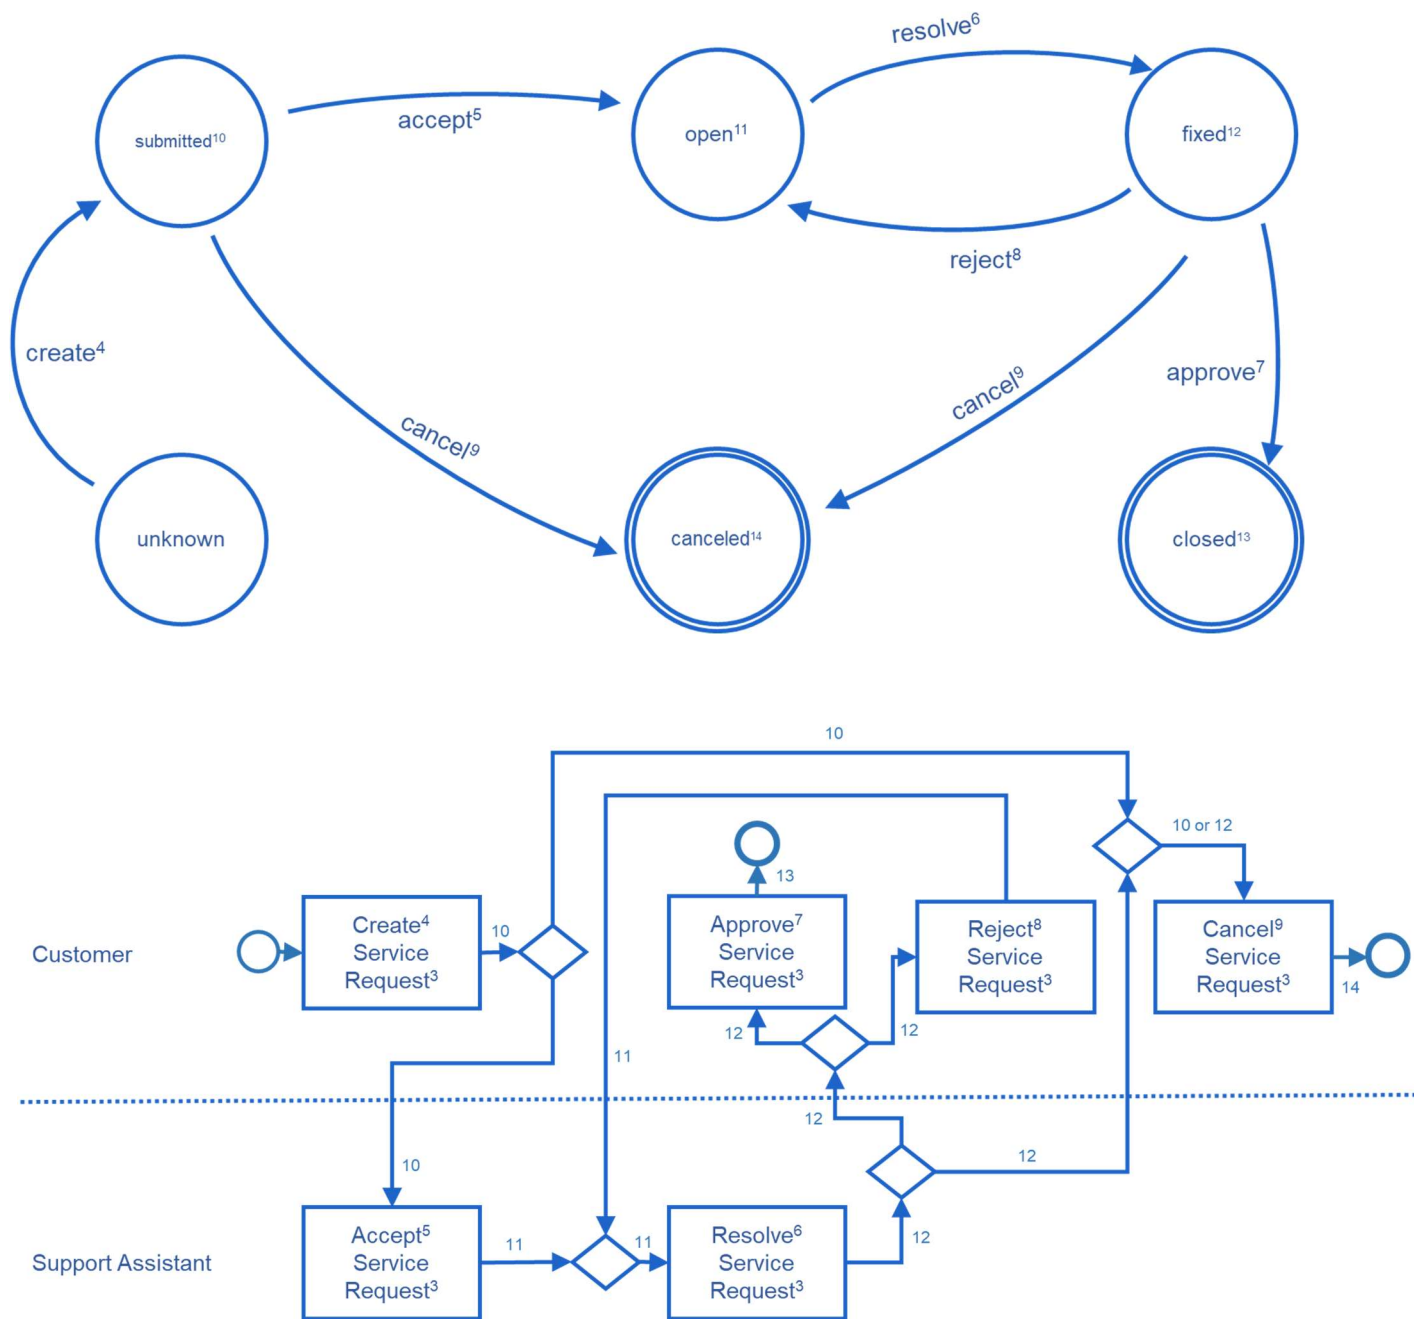 resolve⁶
accept⁵
submitted¹⁰
open¹¹
fixed¹²
reject⁸
create⁴
approve⁷
cancel⁹
cancel⁹
unknown
canceled¹⁴
closed¹³
10
10 or 12
13
Customer
Create⁴
Service
Request³
10
Approve⁷
Service
Request³
Reject⁸
Service
Request³
Cancel⁹
Service
Request³
14
12
12
11
12
12
10
Support Assistant
Accept⁵
Service
Request³
11
11
Resolve⁶
Service
Request³
12